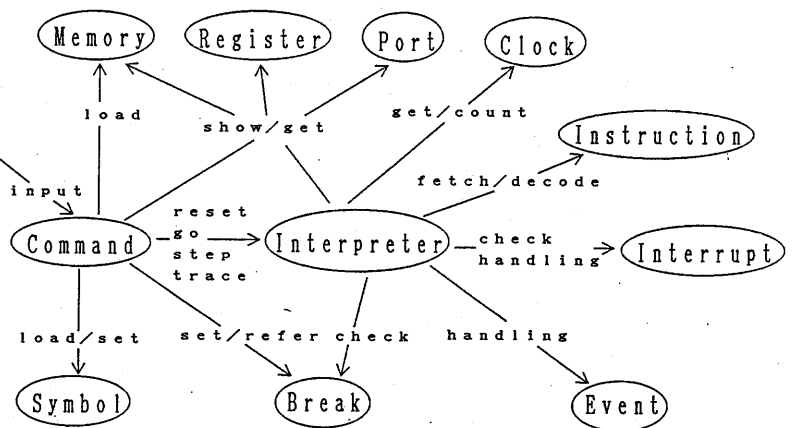 Memory
Register
Port
Clock
load
show/get
get/count
Instruction
fetch/decode
input
Command
reset
go
step
trace
Interpreter
check
handling
Interrupt
load/set
set/refer
check
handling
Symbol
Break
Event